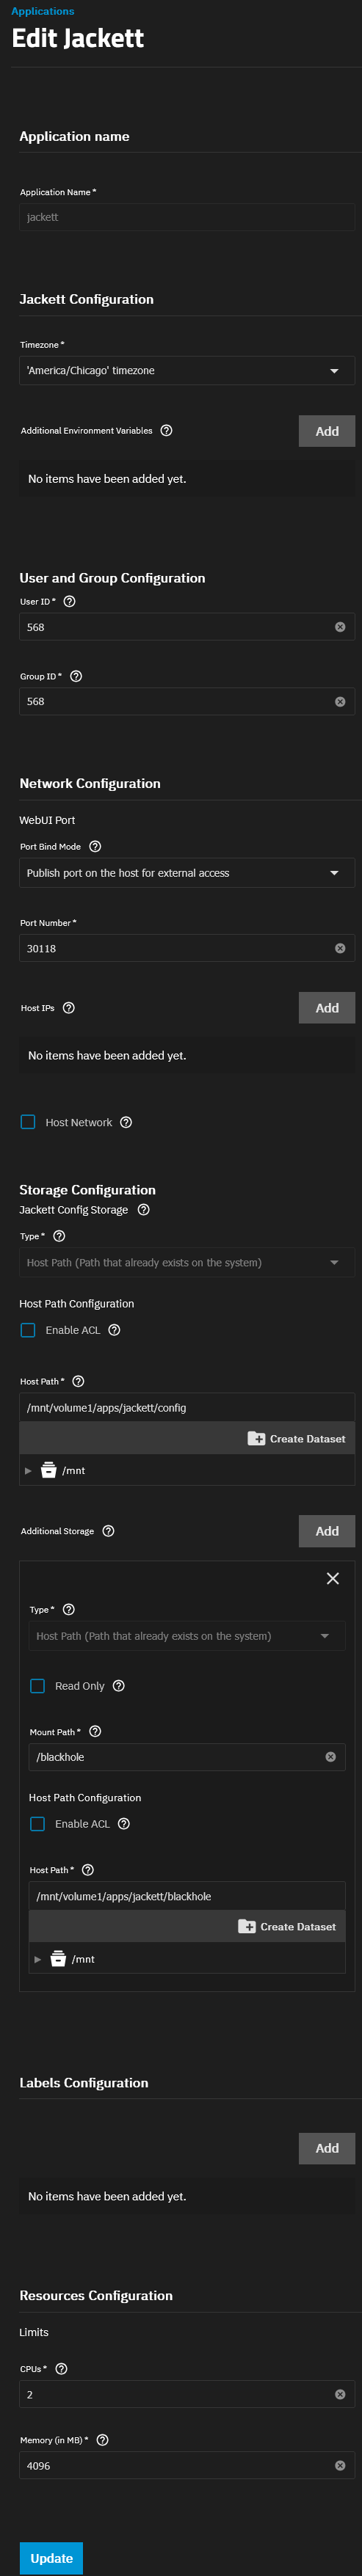 Applications
Edit Jackett
Application name
Application Name *
jackett
Jackett Configuration
Timezone *
'America/Chicago' timezone
Additional Environment Variables
Add
No items have been added yet.
User and Group Configuration
User ID *
568
Group ID *
568
Network Configuration
WebUI Port
Port Bind Mode
Publish port on the host for external access
Port Number *
30118
Host IPs
Add
No items have been added yet.
Host Network
Storage Configuration
Jackett Config Storage
Type *
Host Path (Path that already exists on the system)
Host Path Configuration
Enable ACL
Host Path *
/mnt/volume1/apps/jackett/config
Create Dataset
/mnt
Additional Storage
Add
Type *
Host Path (Path that already exists on the system)
Read Only
Mount Path *
/blackhole
Host Path Configuration
Enable ACL
Host Path *
/mnt/volume1/apps/jackett/blackhole
Create Dataset
/mnt
Labels Configuration
Add
No items have been added yet.
Resources Configuration
Limits
CPUs *
2
Memory (in MB) *
4096
Update